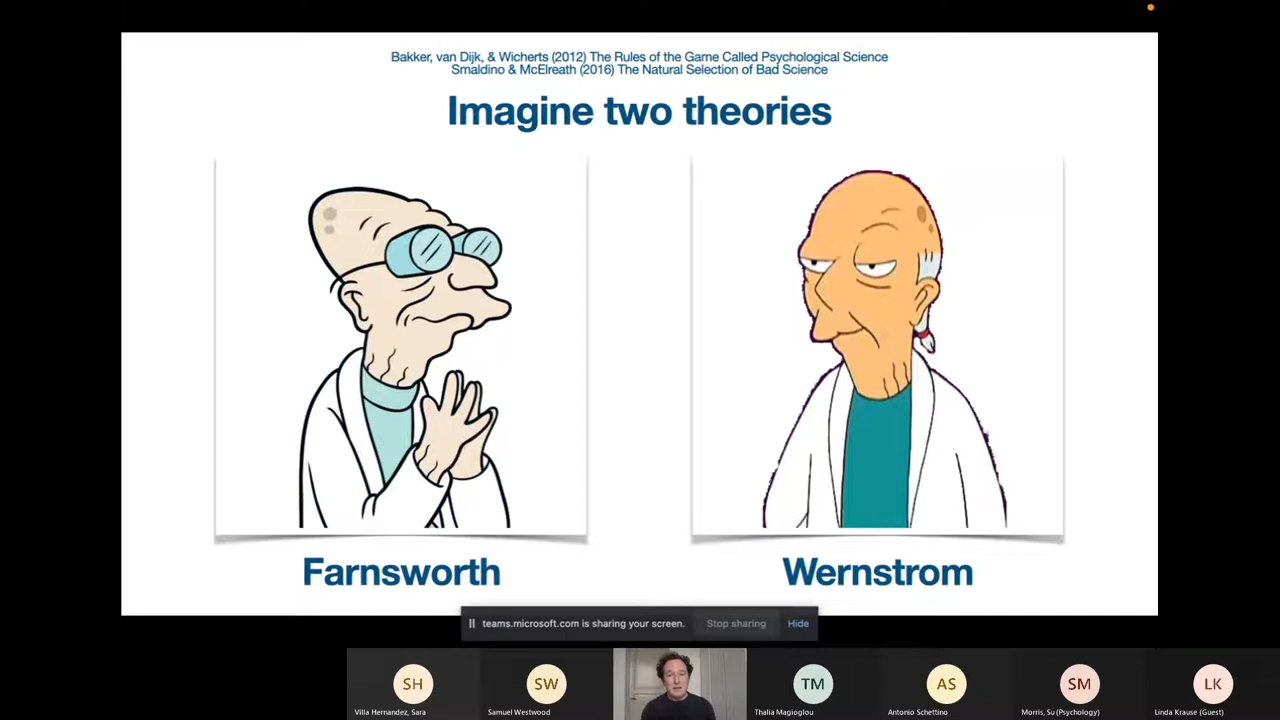 Bakker, van Dijk, & Wicherts (2012) The Rules of the Game Called Psychological Science
Smaldino & McElreath (2016) The Natural Selection of Bad Science
Imagine two theories
Farnsworth
Wernstrom
teams.microsoft.com is sharing your screen.
Stop sharing
Hide
SH
SW
TM
AS
SM
LK
Villa Hernandez, Sara
Samuel Westwood
Thalia Magioglou
Antonio Schettino
Morris, Su (Psychology)
Linda Krause (Guest)